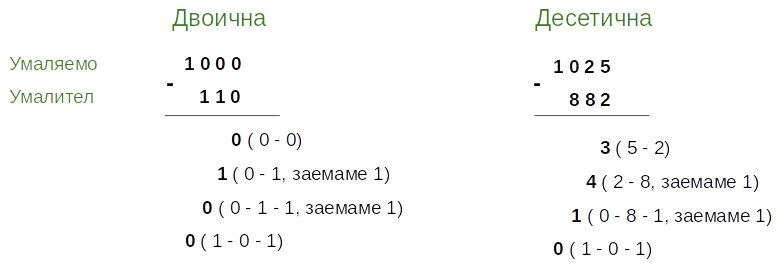 Двоична Десетична
Умаляемо 1 0 0 0 1 0 2 5
- -
Умалител 1 1 0 8 8 2
0 ( 0 - 0) 3 ( 5 - 2)
1 ( 0 - 1, заемаме 1) 4 ( 2 - 8, заемаме 1)
0 ( 0 - 1 - 1, заемаме 1) 1 ( 0 - 8 - 1, заемаме 1)
0 ( 1 - 0 - 1) 0 ( 1 - 0 - 1)